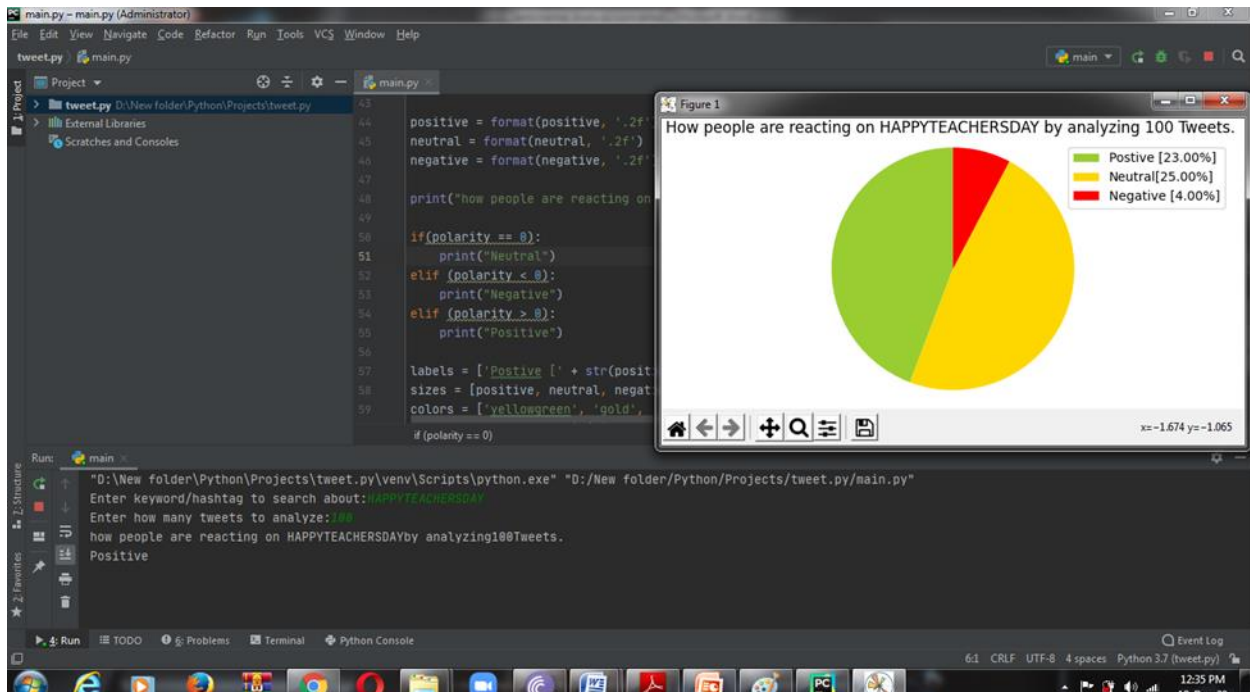 main.py – main.py (Administrator)
File Edit View Navigate Code Refactor Run Tools VCS Window Help
tweet.py main.py
main
1: Project
Project
main.py
tweet.py D:\New folder\Python\Projects\tweet.py
External Libraries
Scratches and Consoles
43
44 positive = format(positive, '.2f'
45 neutral = format(neutral, '.2f')
46 negative = format(negative, '.2f'
47
48 print("how people are reacting on
49
50 if(polarity == 0):
51 print("Neutral")
52 elif (polarity < 0):
53 print("Negative")
54 elif (polarity > 0):
55 print("Positive")
56
57 labels = ['Postive [' + str(posit
58 sizes = [positive, neutral, negat
59 colors = ['yellowgreen', 'gold',
if (polarity == 0)
Figure 1
How people are reacting on HAPPYTEACHERSDAY by analyzing 100 Tweets.
Postive [23.00%]
Neutral[25.00%]
Negative [4.00%]
x=-1.674 y=-1.065
Run: main
"D:\New folder\Python\Projects\tweet.py\venv\Scripts\python.exe" "D:/New folder/Python/Projects/tweet.py/main.py"
Enter keyword/hashtag to search about:HAPPYTEACHERSDAY
Enter how many tweets to analyze:100
how people are reacting on HAPPYTEACHERSDAYby analyzing100Tweets.
Positive
Z: Structure
2: Favorites
4: Run TODO 6: Problems Terminal Python Console
Event Log
6:1 CRLF UTF-8 4 spaces Python 3.7 (tweet.py)
12:35 PM